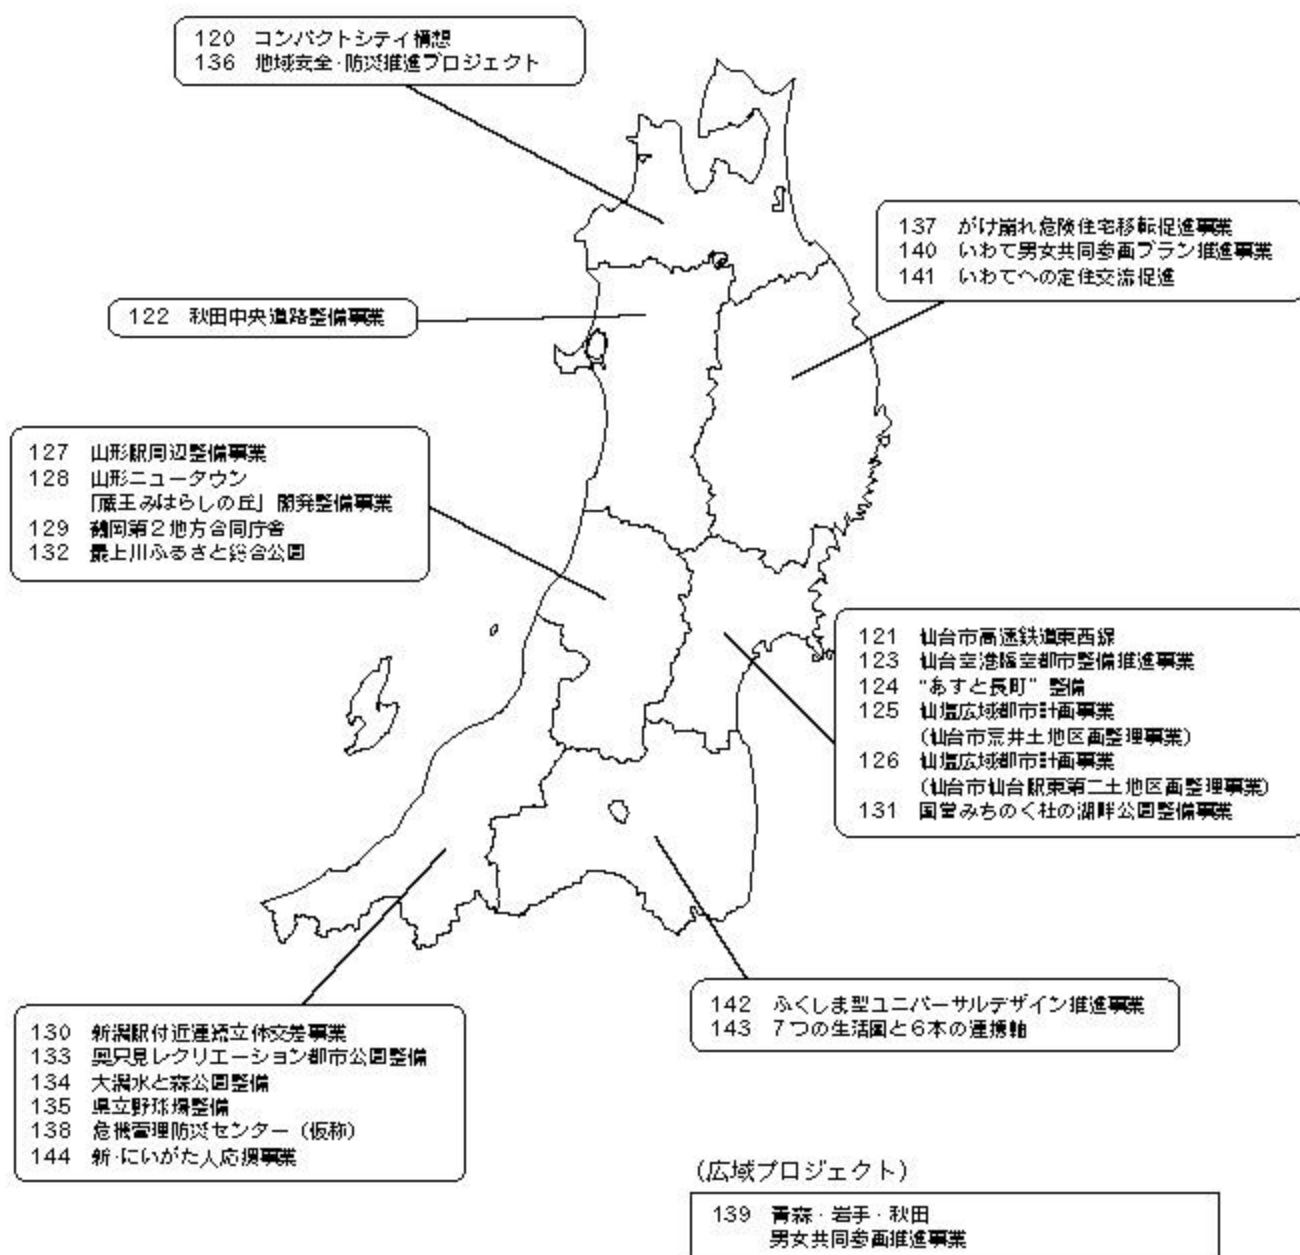 120 コンパクトシティ構想
136 地域安全·防災推進プロジェクト
137 がけ崩れ危険住宅移転促進事業
140 いわて男女共同参画プラン推進事業
141 いわてへの定住交流促進
122 秋田中央道路整備事業
127 山形駅周辺整備事業
128 山形ニュータウン
「蔵王みはらしの丘」開発整備事業
129 鶴岡第2地方合同庁舎
132 最上川ふるさと総合公園
121 仙台市高速鉄道東西線
123 仙台空港臨空都市整備推進事業
124 “あすと長町”整備
125 仙塩広域都市計画事業
(仙台市荒井土地区画整理事業)
126 仙塩広域都市計画事業
(仙台市仙台駅東第二土地区画整理事業)
131 国営みちのく杜の湖畔公園整備事業
142 ふくしま型ユニバーサルデザイン推進事業
143 7つの生活圏と6本の連携軸
130 新潟駅付近連続立体交差事業
133 奥只見レクリエーション都市公園整備
134 大潟水と森公園整備
135 県立野球場整備
138 危機管理防災センター（仮称）
144 新·にいがた人応援事業
（広域プロジェクト）
139 青森·岩手·秋田
男女共同参画推進事業